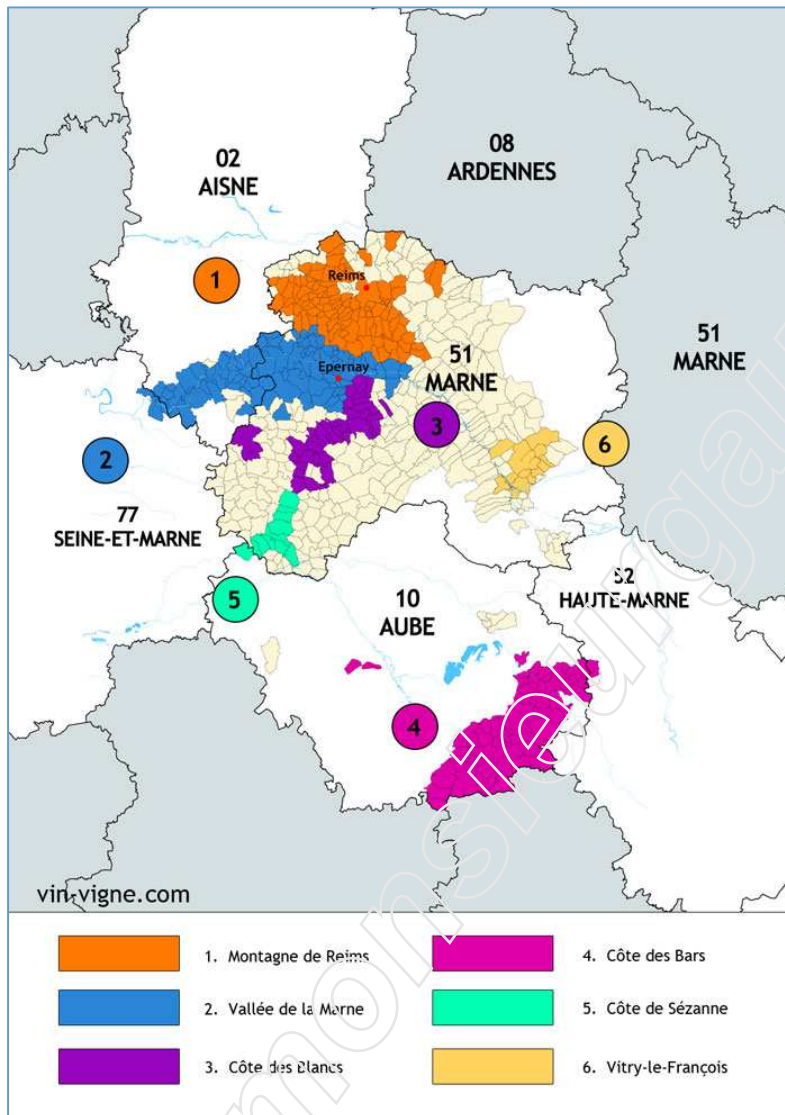 02
AISNE
08
ARDENNES
1
Reims
51
MARNE
Epernay
51
MARNE
3
6
2
77
SEINE-ET-MARNE
5
10
AUBE
52
HAUTE-MARNE
4
monsieurgau
vin-vigne.com
1. Montagne de Reims
2. Vallée de la Marne
3. Côte des Blancs
4. Côte des Bars
5. Côte de Sézanne
6. Vitry-le-François